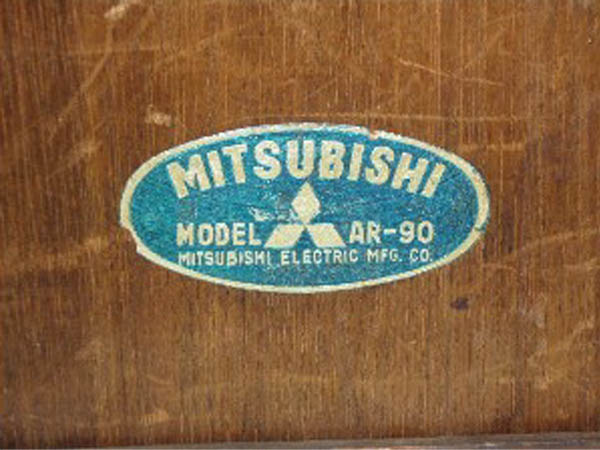 MITSUBISHI
MODEL AR-90
MITSUBISHI ELECTRIC MFG. CO.